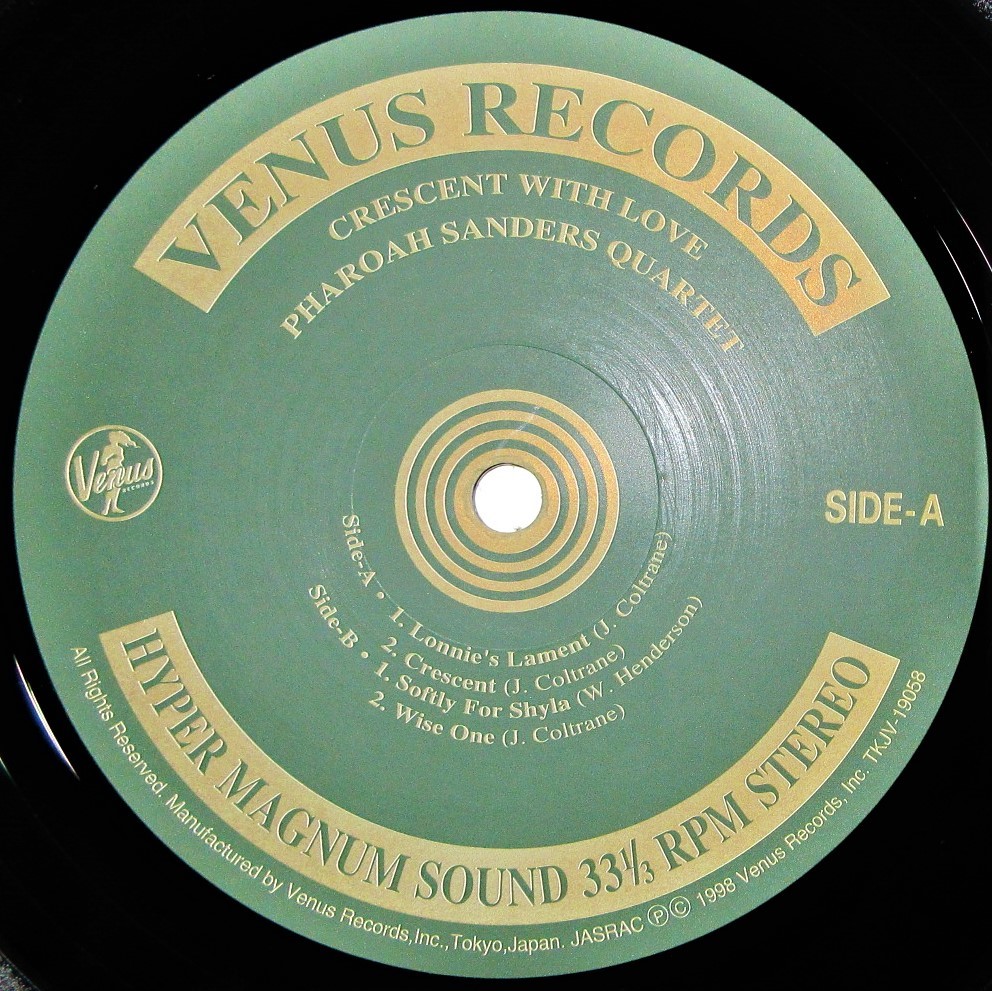 VENUS RECORDS
CRESCENT WITH LOVE
PHAROAH SANDERS QUARTET
Venus
RECORDS
SIDE-A
Side-A • 1. Lonnie's Lament (J. Coltrane)
2. Crescent (J. Coltrane)
Side-B • 1. Softly For Shyla (W. Henderson)
2. Wise One (J. Coltrane)
HYPER MAGNUM SOUND 33⅓ RPM STEREO
All Rights Reserved. Manufactured by Venus Records,Inc.,Tokyo,Japan. JASRAC ℗© 1998 Venus Records, Inc. TKJV-19058